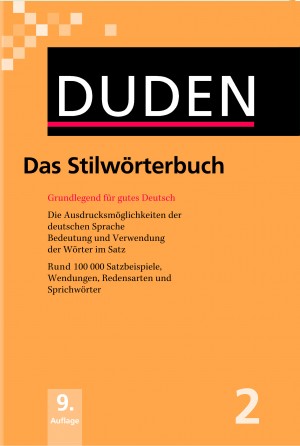 DUDEN
Das Stilwörterbuch
Grundlegend für gutes Deutsch
Die Ausdrucksmöglichkeiten der
deutschen Sprache
Bedeutung und Verwendung
der Wörter im Satz
Rund 100 000 Satzbeispiele,
Wendungen, Redensarten und
Sprichwörter
9.
Auflage
2